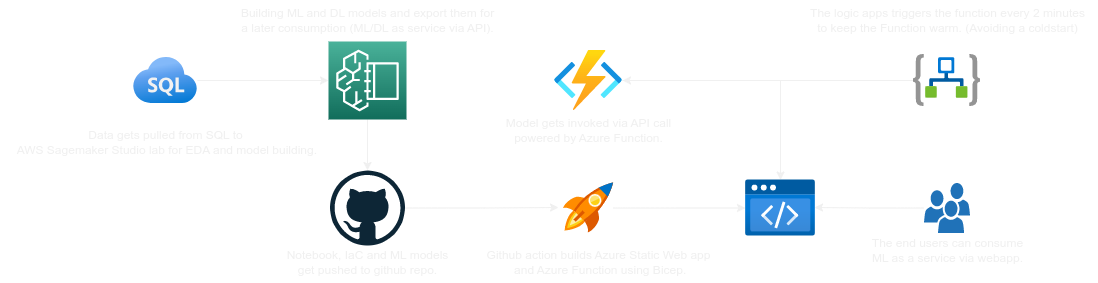 Building ML and DL models and export them for
a later consumption (ML/DL as service via API).
The logic apps triggers the function every 2 minutes
to keep the Function warm. (Avoiding a coldstart)
SQL
Data gets pulled from SQL to
AWS Sagemaker Studio lab for EDA and model building..
Model gets invoked via API call
powered by Azure Function.
Notebook, IaC and ML models
get pushed to github repo.
Github action builds Azure Static Web app
and Azure Function using Bicep.
The end users can consume
ML as a service via webapp.